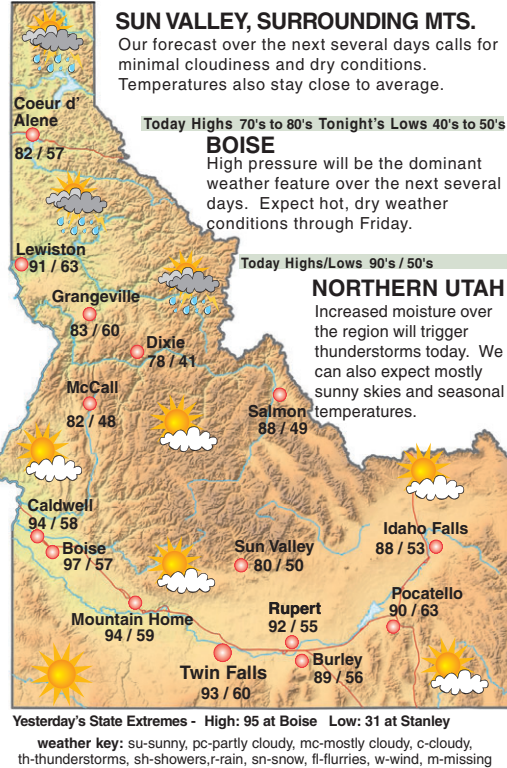 SUN VALLEY, SURROUNDING MTS.
Our forecast over the next several days calls for
minimal cloudiness and dry conditions.
Temperatures also stay close to average.
Today Highs 70's to 80's Tonight's Lows 40's to 50's
BOISE
High pressure will be the dominant
weather feature over the next several
days. Expect hot, dry weather
conditions through Friday.
Today Highs/Lows 90's / 50's
NORTHERN UTAH
Increased moisture over
the region will trigger
thunderstorms today. We
can also expect mostly
sunny skies and seasonal
temperatures.
Coeur d'
Alene
82 / 57
Lewiston
91 / 63
Grangeville
83 / 60
Dixie
78 / 41
McCall
82 / 48
Salmon
88 / 49
Caldwell
94 / 58
Boise
97 / 57
Sun Valley
80 / 50
Idaho Falls
88 / 53
Pocatello
90 / 63
Mountain Home
94 / 59
Rupert
92 / 55
Twin Falls
93 / 60
Burley
89 / 56
Yesterday's State Extremes - High: 95 at Boise Low: 31 at Stanley
weather key: su-sunny, pc-partly cloudy, mc-mostly cloudy, c-cloudy,
th-thunderstorms, sh-showers,r-rain, sn-snow, fl-flurries, w-wind, m-missing